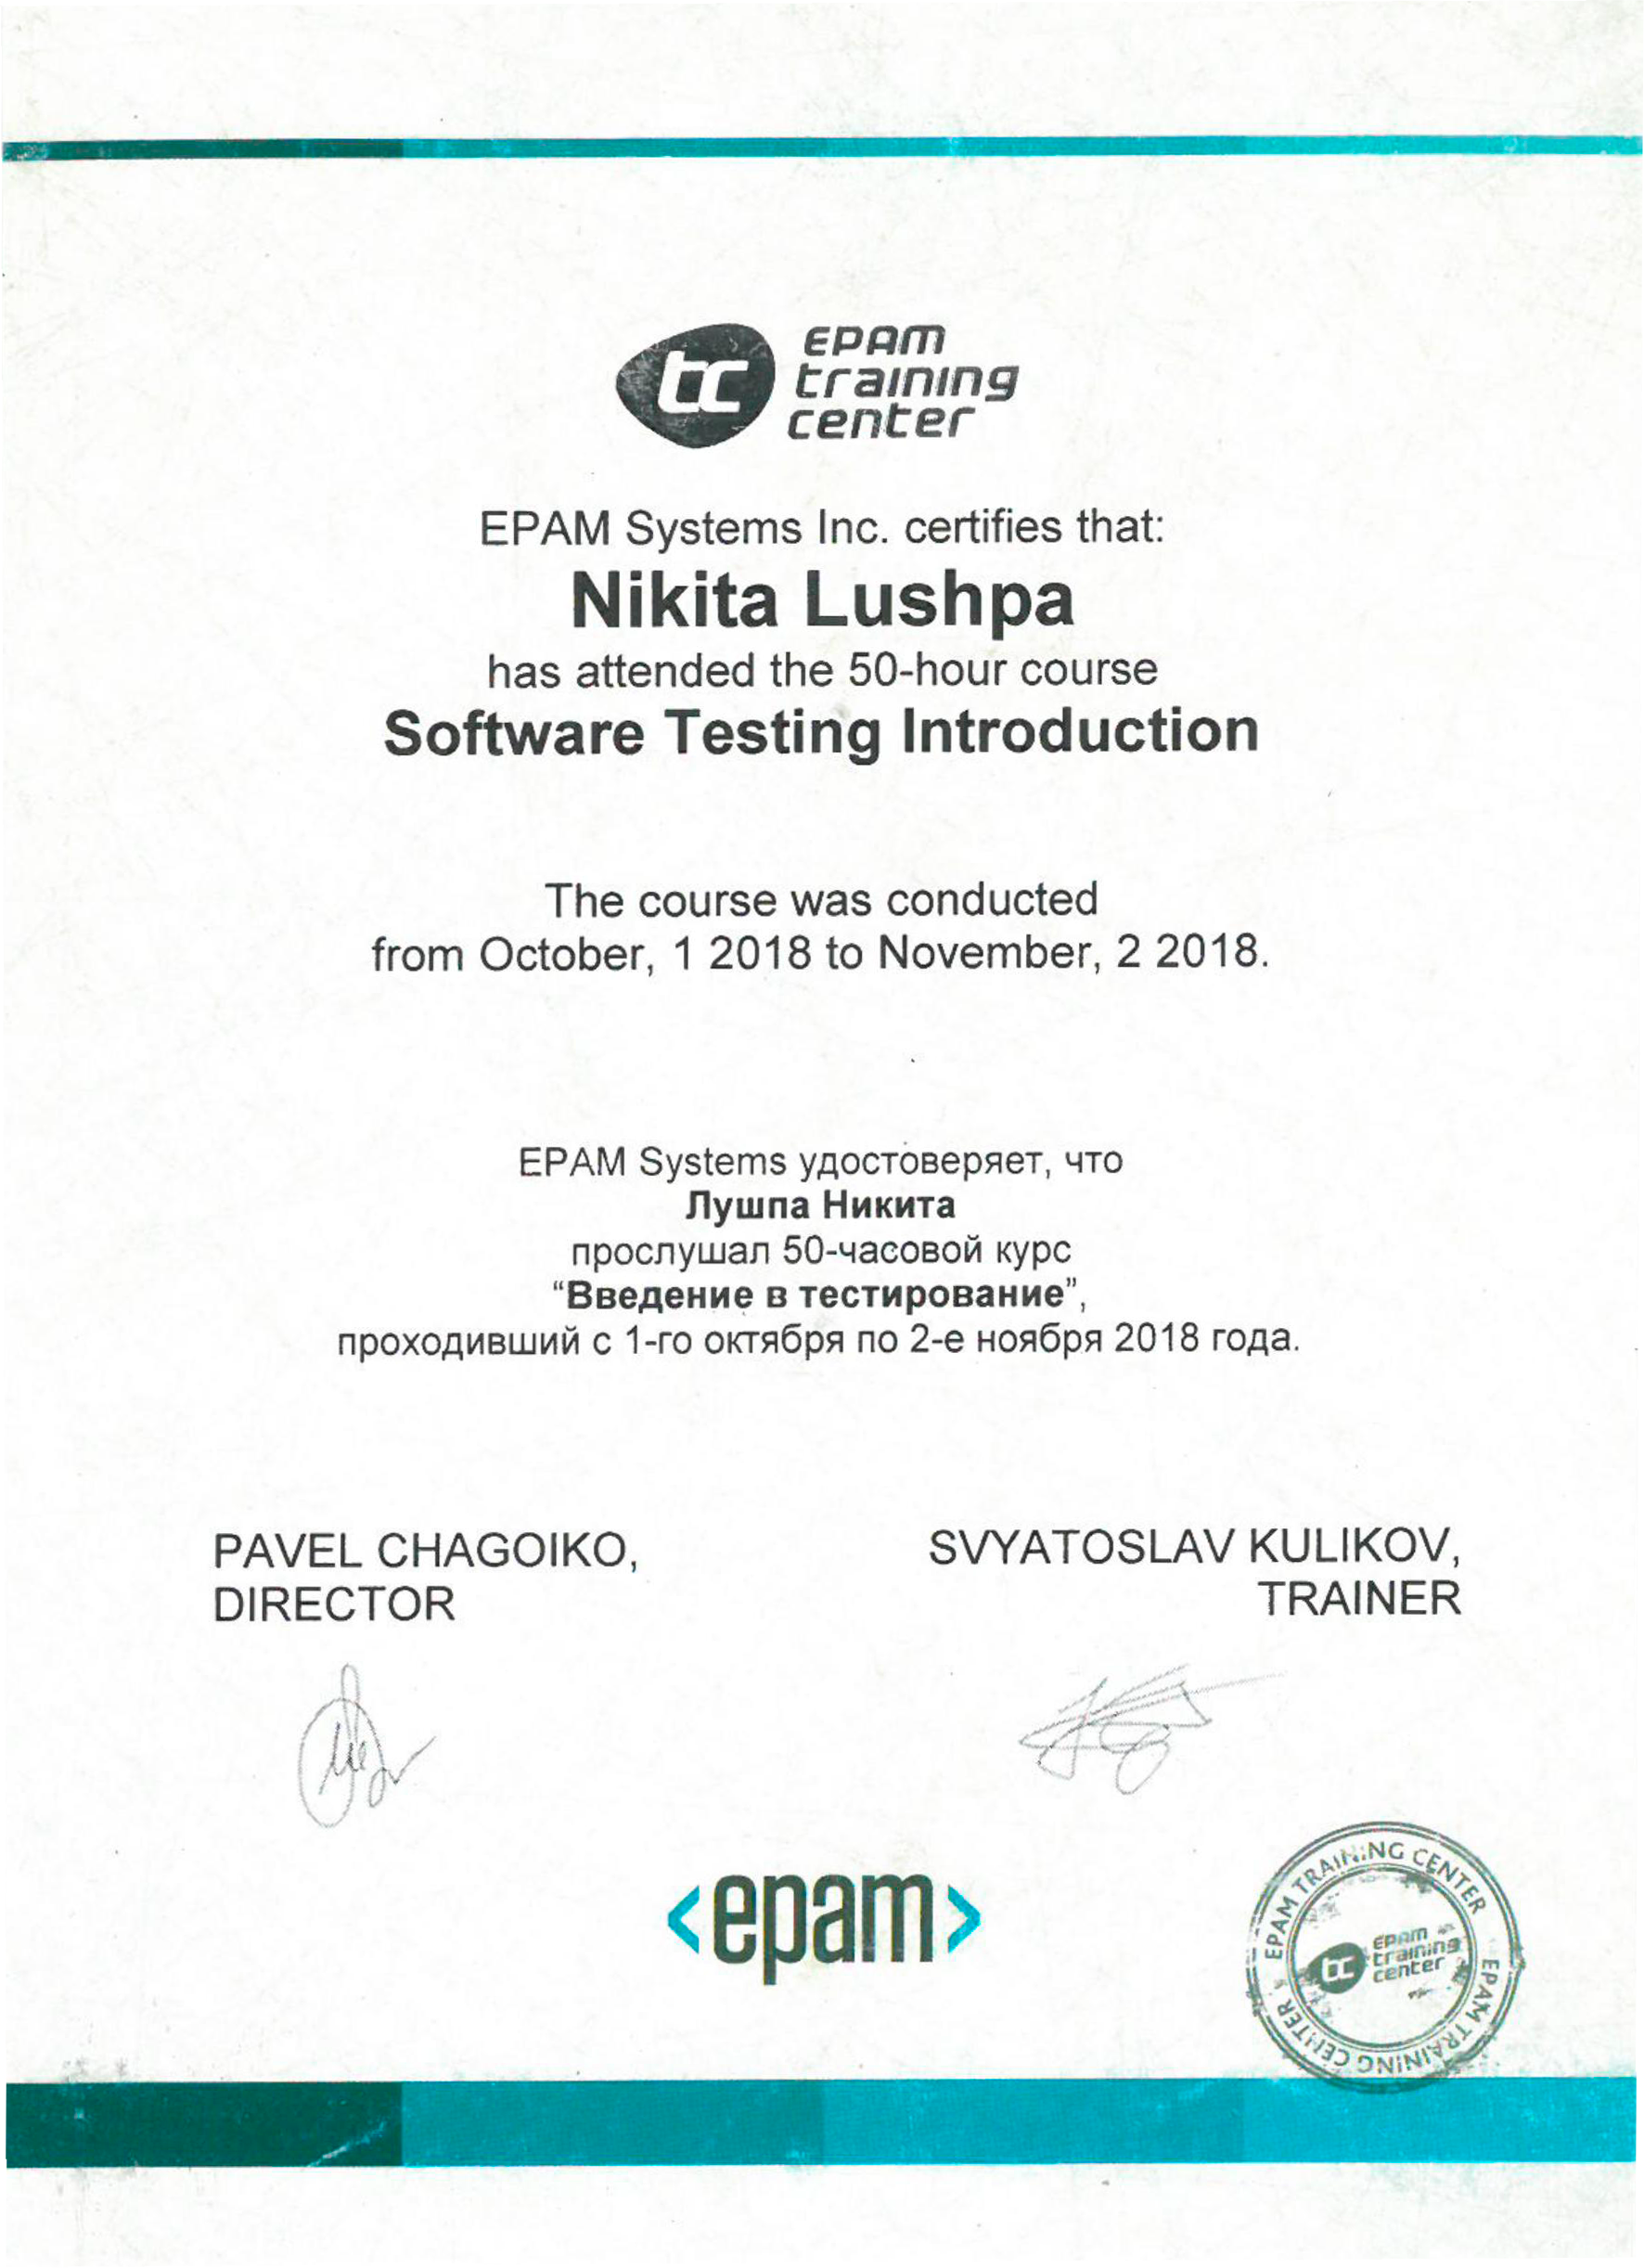 tc
EPAM
training
center
EPAM Systems Inc. certifies that:
Nikita Lushpa
has attended the 50-hour course
Software Testing Introduction
The course was conducted
from October, 1 2018 to November, 2 2018.
EPAM Systems удостоверяет, что
Лушпа Никита
прослушал 50-часовой курс
“Введение в тестирование”,
проходивший с 1-го октября по 2-е ноября 2018 года.
PAVEL CHAGOIKO,
DIRECTOR
SVYATOSLAV KULIKOV,
TRAINER
<epam>
EPAM TRAINING CENTER
EPAM TRAINING CENTER
tc
EPAM
training
center